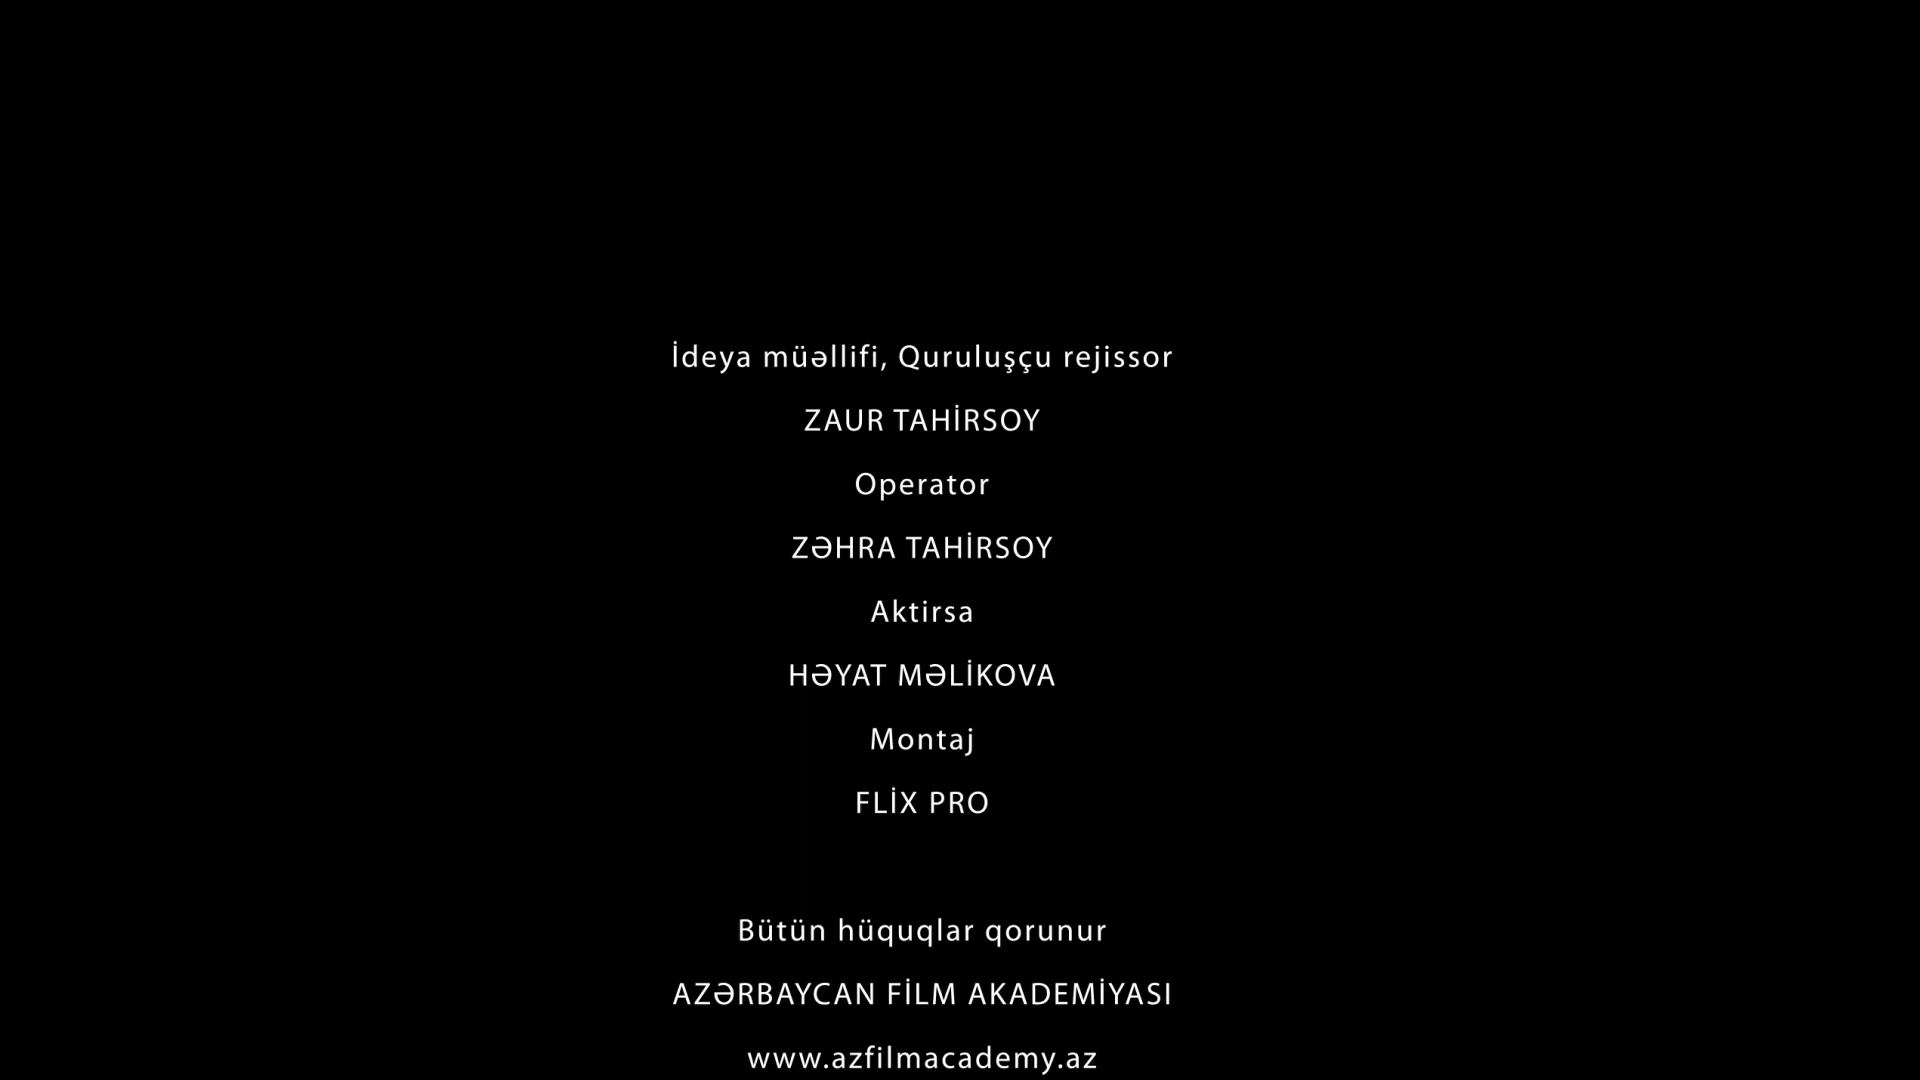 İdeya müəllifi, Quruluşçu rejissor
ZAUR TAHİRSOY
Operator
ZƏHRA TAHİRSOY
Aktirsa
HƏYAT MƏLİKOVA
Montaj
FLİX PRO
Bütün hüquqlar qorunur
AZƏRBAYCAN FİLM AKADEMİYASI
www.azfilmacademy.az